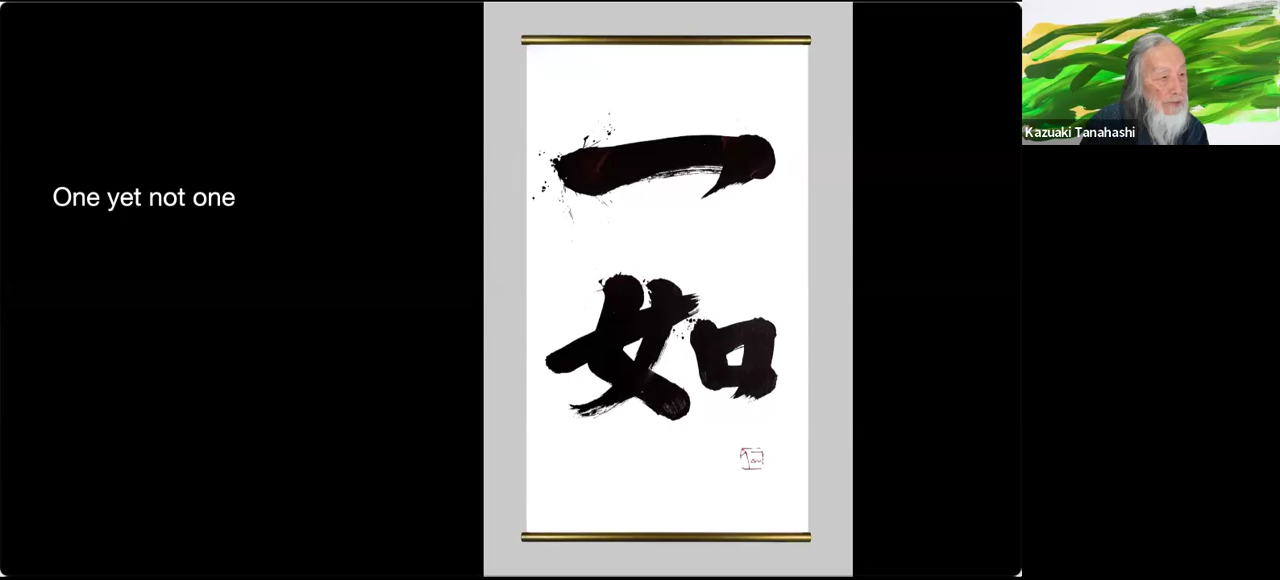 One yet not one
一
如
Kazuaki Tanahashi